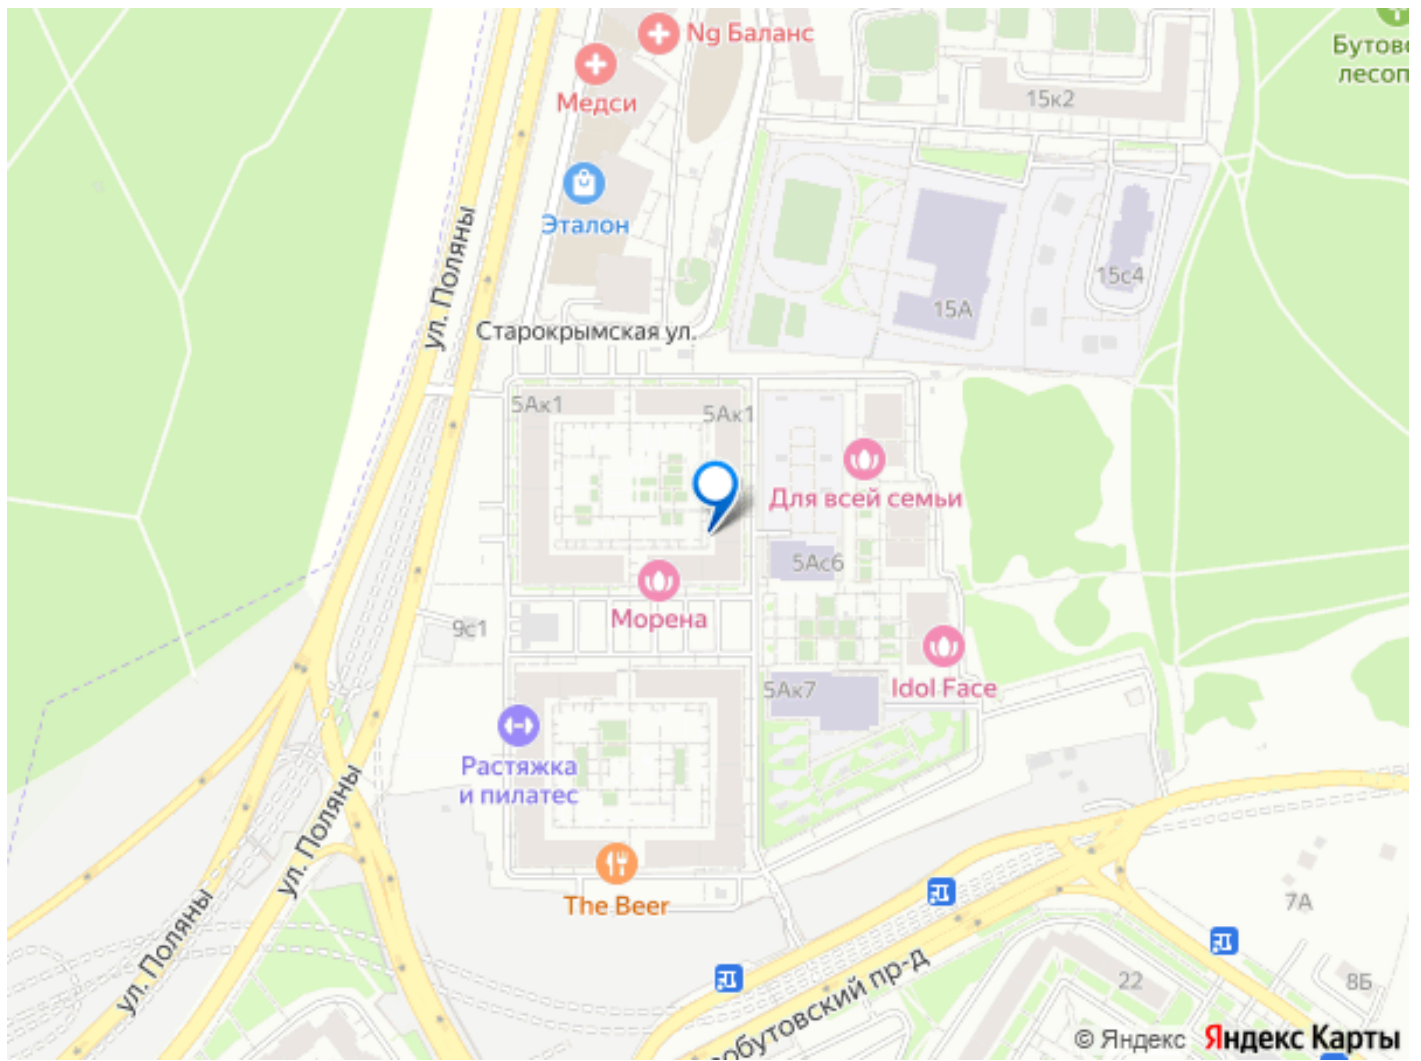 Ng Баланс
Бутово
лесоп
Медси
15к2
Эталон
ул. Поляны
15с4
15А
Старокрымская ул.
5Ак1
5Ак1
Для всей семьи
5Ас6
Морена
9с1
Idol Face
5Ак7
Растяжка
и пилатес
ул. Поляны
The Beer
7А
ул. Поляны
22
8Б
обутовский пр-д
© Яндекс Яндекс Карты